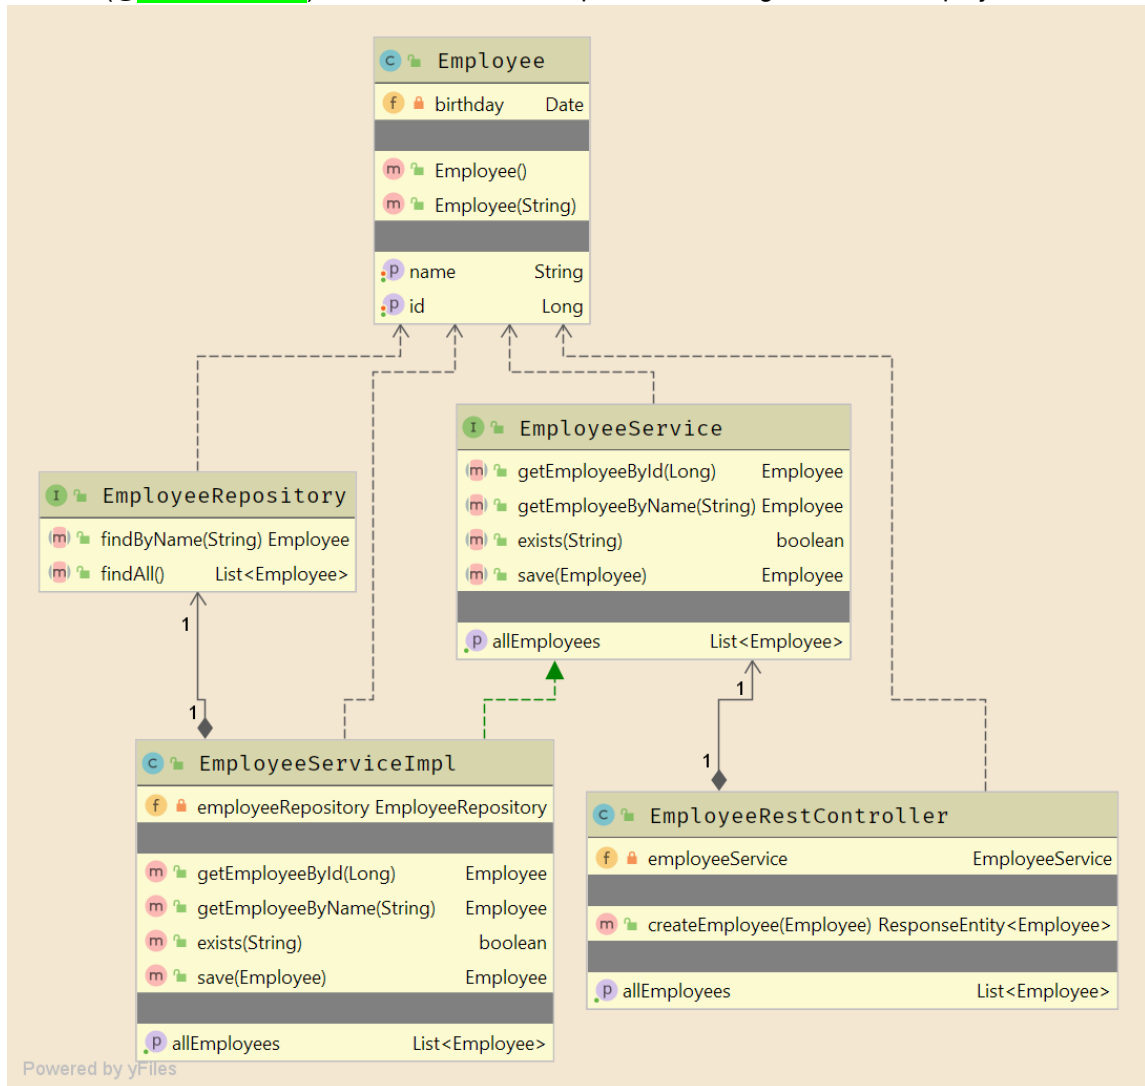 Employee
birthday Date
Employee()
Employee(String)
name String
id Long
EmployeeService
getEmployeeById(Long) Employee
getEmployeeByName(String) Employee
exists(String) boolean
save(Employee) Employee
allEmployees List<Employee>
EmployeeRepository
findByName(String) Employee
findAll() List<Employee>
1
1
1
1
EmployeeServiceImpl
employeeRepository EmployeeRepository
getEmployeeById(Long) Employee
getEmployeeByName(String) Employee
exists(String) boolean
save(Employee) Employee
allEmployees List<Employee>
EmployeeRestController
employeeService EmployeeService
createEmployee(Employee) ResponseEntity<Employee>
allEmployees List<Employee>
Powered by yFiles